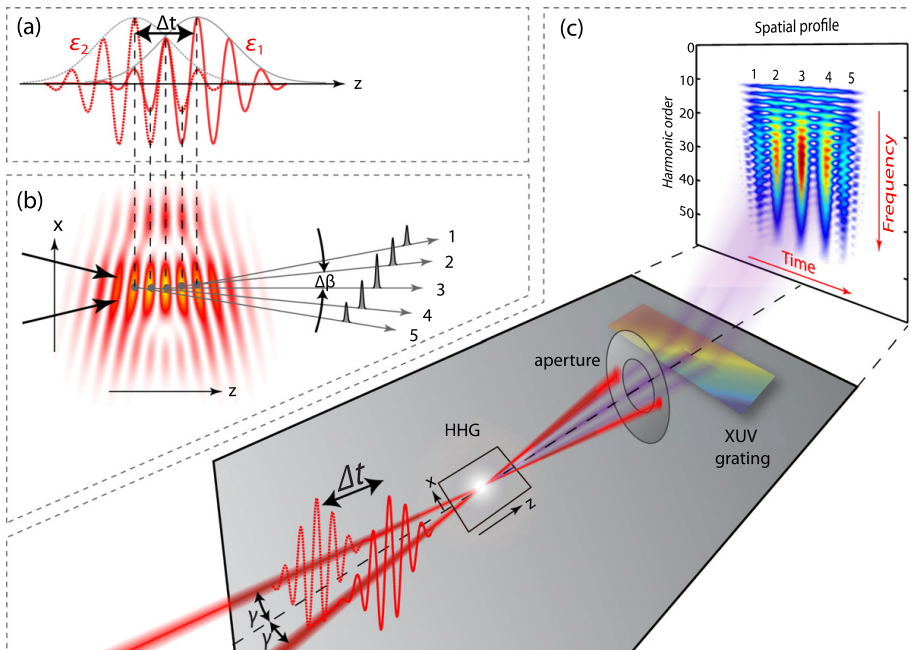 (a)
Δt
ε2
ε1
z
(b)
x
1
2
Δβ
3
4
5
z
(c)
Spatial profile
0
10
20
30
40
50
Harmonic order
1 2 3 4 5
Frequency
Time
aperture
XUV
grating
HHG
x
z
Δt
γ
γ